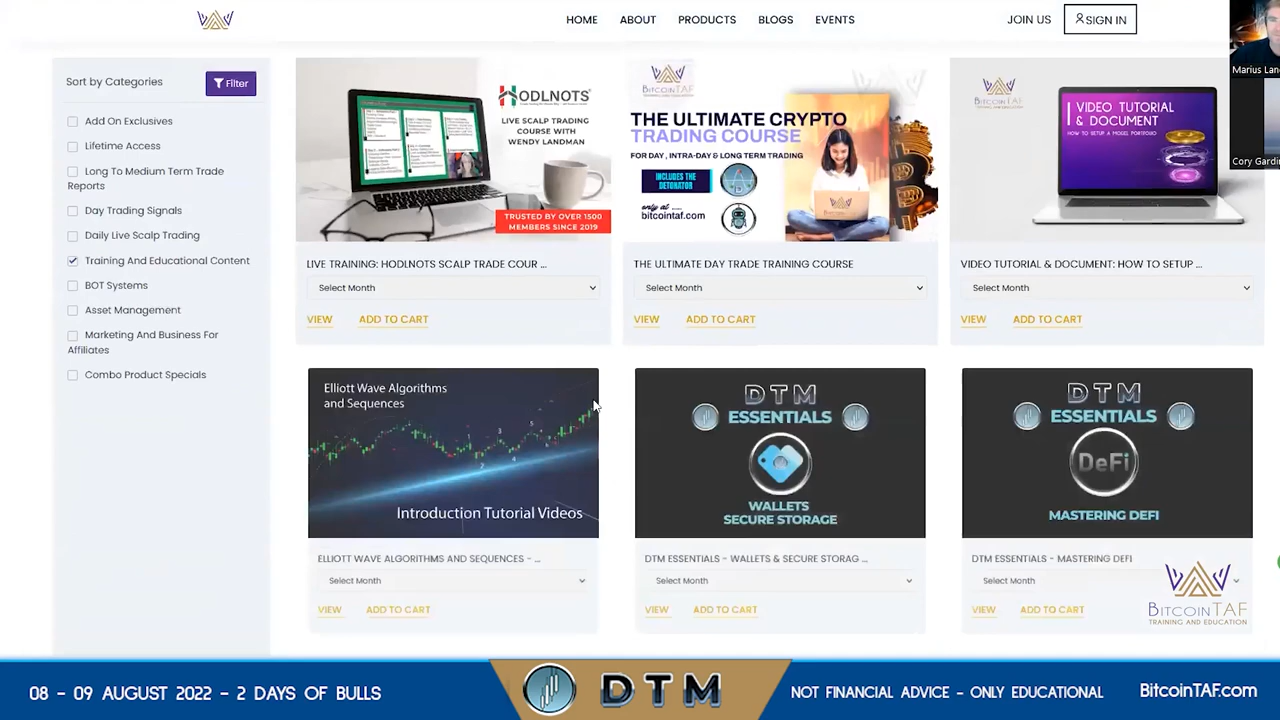 HOME
ABOUT
PRODUCTS
BLOGS
EVENTS
JOIN US
SIGN IN
Marius Lan
Cory Gardi
Sort by Categories
Filter
Add On Exclusives
Lifetime Access
Long To Medium Term Trade
Reports
Day Trading Signals
Daily Live Scalp Trading
Training And Educational Content
BOT Systems
Asset Management
Marketing And Business For
Affiliates
Combo Product Specials
HODLNOTS
LIVE SCALP TRADING
COURSE WITH
WENDY LANDMAN
TRUSTED BY OVER 1500
MEMBERS SINCE 2019
LIVE TRAINING: HODLNOTS SCALP TRADE COUR ...
Select Month
VIEW
ADD TO CART
BITCOINTAF
THE ULTIMATE CRYPTO
TRADING COURSE
FOR DAY, INTRA-DAY & LONG TERM TRADING
INCLUDES THE
DETONATOR
only at
bitcointaf.com
THE ULTIMATE DAY TRADE TRAINING COURSE
Select Month
VIEW
ADD TO CART
BITCOINTAF
VIDEO TUTORIAL
& DOCUMENT:
HOW TO SETUP A MODEL PORTFOLIO
VIDEO TUTORIAL & DOCUMENT: HOW TO SETUP ...
Select Month
VIEW
ADD TO CART
Elliott Wave Algorithms
and Sequences
1
2
3
4
5
Introduction Tutorial Videos
ELLIOTT WAVE ALGORITHMS AND SEQUENCES - ...
Select Month
VIEW
ADD TO CART
DTM
ESSENTIALS
WALLETS
SECURE STORAGE
DTM ESSENTIALS - WALLETS & SECURE STORAG ...
Select Month
VIEW
ADD TO CART
DTM
ESSENTIALS
DeFi
MASTERING DEFI
DTM ESSENTIALS - MASTERING DEFI
Select Month
VIEW
ADD TO CART
BITCOINTAF
TRAINING AND EDUCATION
08 - 09 AUGUST 2022 - 2 DAYS OF BULLS
DTM
NOT FINANCIAL ADVICE - ONLY EDUCATIONAL
BitcoinTAF.com